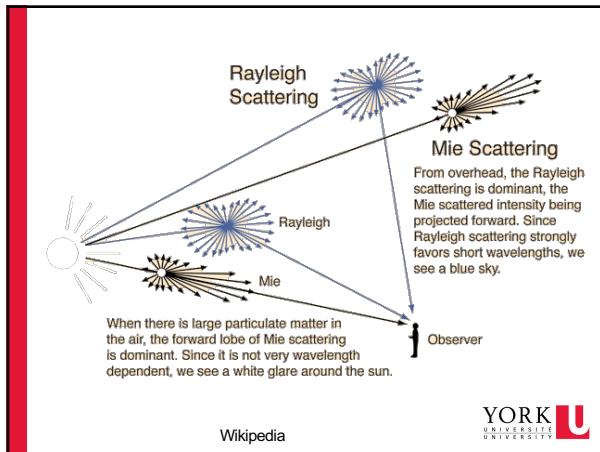 Rayleigh
Scattering
Mie Scattering
From overhead, the Rayleigh
scattering is dominant, the
Mie scattered intensity being
projected forward. Since
Rayleigh scattering strongly
favors short wavelengths, we
see a blue sky.
Rayleigh
Mie
When there is large particulate matter in
the air, the forward lobe of Mie scattering
is dominant. Since it is not very wavelength
dependent, we see a white glare around the sun.
Observer
Wikipedia
YORK U
UNIVERSITÉ
UNIVERSITY